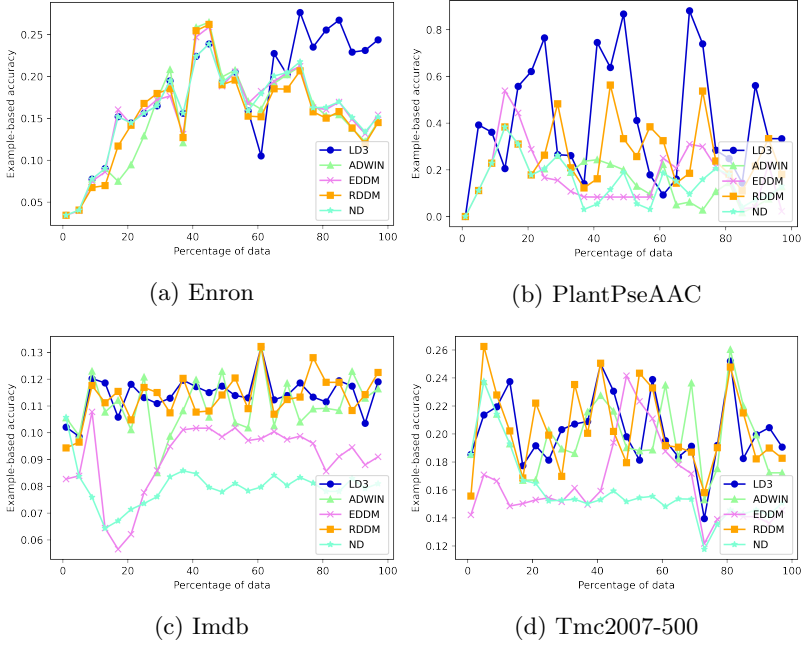 Example-based accuracy
0.25
0.20
0.15
0.10
0.05
0 20 40 60 80 100
Percentage of data
LD3
ADWIN
EDDM
RDDM
ND
(a) Enron
Example-based accuracy
0.8
0.6
0.4
0.2
0.0
0 20 40 60 80 100
Percentage of data
LD3
ADWIN
EDDM
RDDM
ND
(b) PlantPseAAC
Example-based accuracy
0.13
0.12
0.11
0.10
0.09
0.08
0.07
0.06
0 20 40 60 80 100
Percentage of data
LD3
ADWIN
EDDM
RDDM
ND
(c) Imdb
Example-based accuracy
0.26
0.24
0.22
0.20
0.18
0.16
0.14
0.12
0 20 40 60 80 100
Percentage of data
LD3
ADWIN
EDDM
RDDM
ND
(d) Tmc2007-500